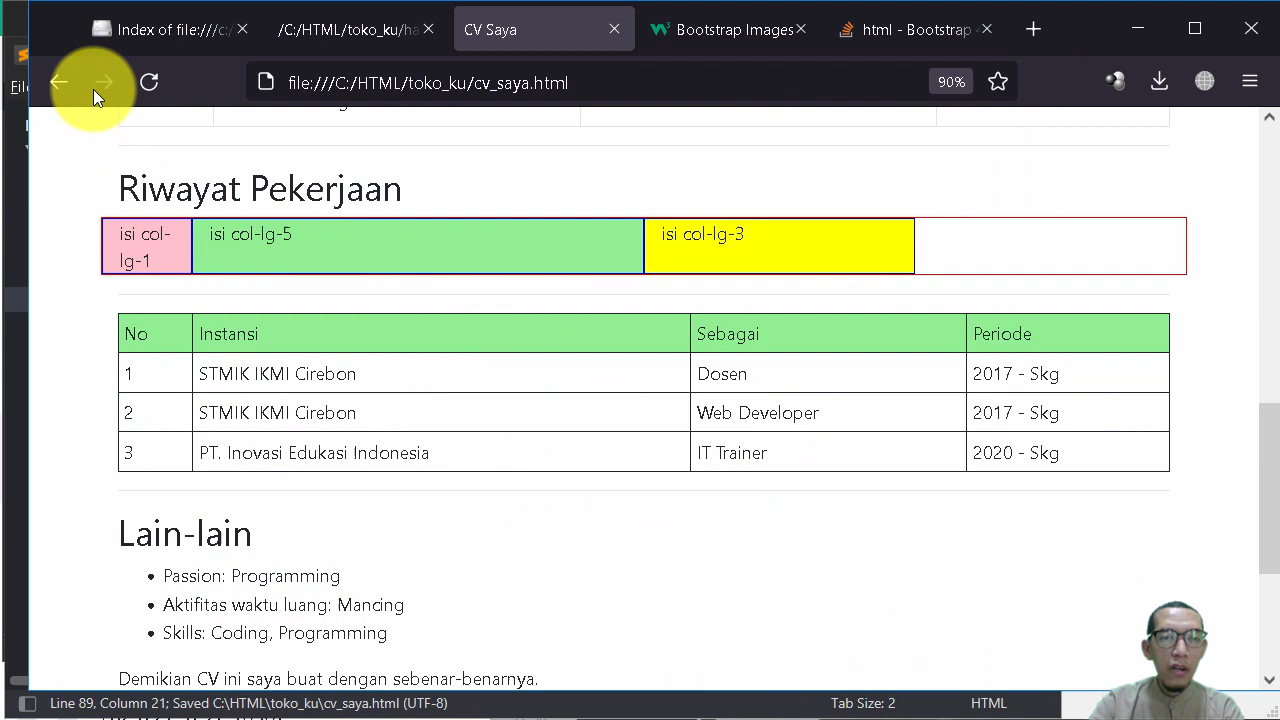 Index of file:///c:/
/C:/HTML/toko_ku/ha
CV Saya
Bootstrap Images
html - Bootstrap
file:///C:/HTML/toko_ku/cv_saya.html
90%
Riwayat Pekerjaan
isi col-
lg-1
isi col-lg-5
isi col-lg-3
No Instansi Sebagai Periode
1 STMIK IKMI Cirebon Dosen 2017 - Skg
2 STMIK IKMI Cirebon Web Developer 2017 - Skg
3 PT. Inovasi Edukasi Indonesia IT Trainer 2020 - Skg
Lain-lain
• Passion: Programming
• Aktifitas waktu luang: Mancing
• Skills: Coding, Programming
Demikian CV ini saya buat dengan sebenar-benarnya.
Line 89, Column 21; Saved C:\HTML\toko_ku\cv_saya.html (UTF-8) Tab Size: 2 HTML